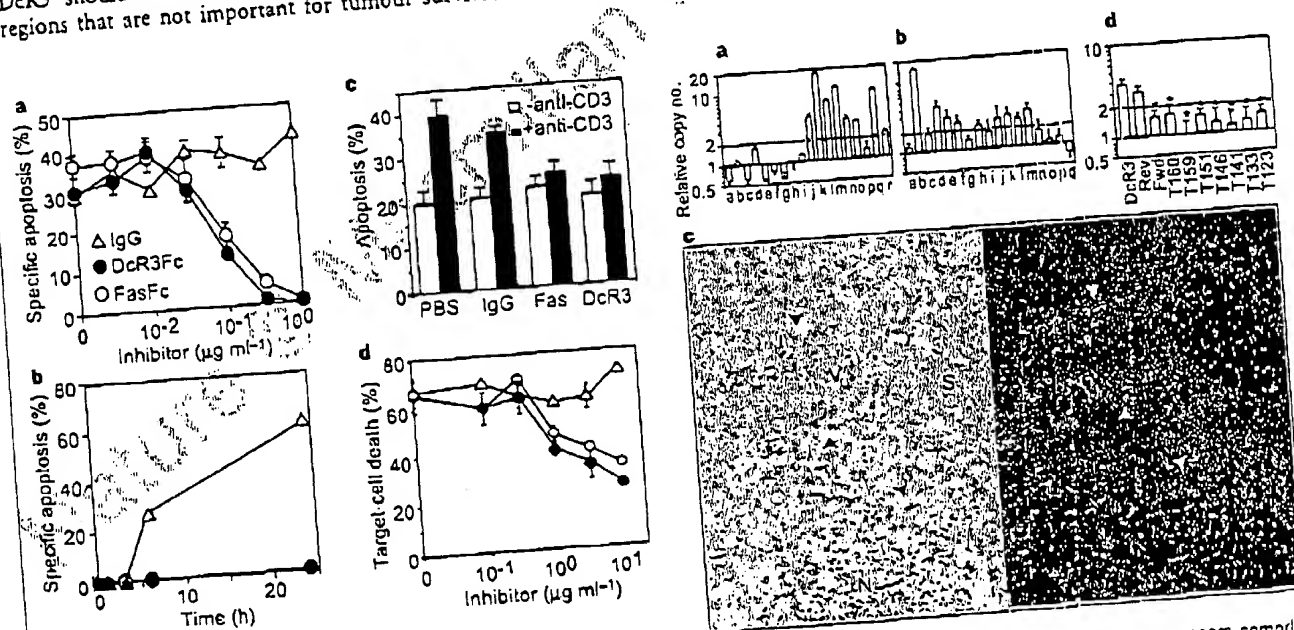 DcR3
regions that are not important for tumour
a
50
40
30
20
10
0
Specific apoptosis (%)
IgG
DcR3Fc
FasFc
0 10-2 10-1 100
Inhibitor (µg ml–1)
b
80
60
40
20
0
Specific apoptosis (%)
0 10 20
Time (h)
c
40
30
20
10
0
Apoptosis (%)
-anti-CD3
+anti-CD3
PBS IgG Fas DcR3
d
80
60
40
20
0
Target-cell death (%)
0 10-1 100 101
Inhibitor (µg ml–1)
a
20
10
2
1
0.5
Relative copy no.
a b c d e f g h i j k l m n o p q r
b
a b c d e f g h i j k l m n o p q
d
10
2
1
0.5
DcR3
Rev
Fwd
T160
T159
T151
T146
T141
T133
T123
c
V
S
N